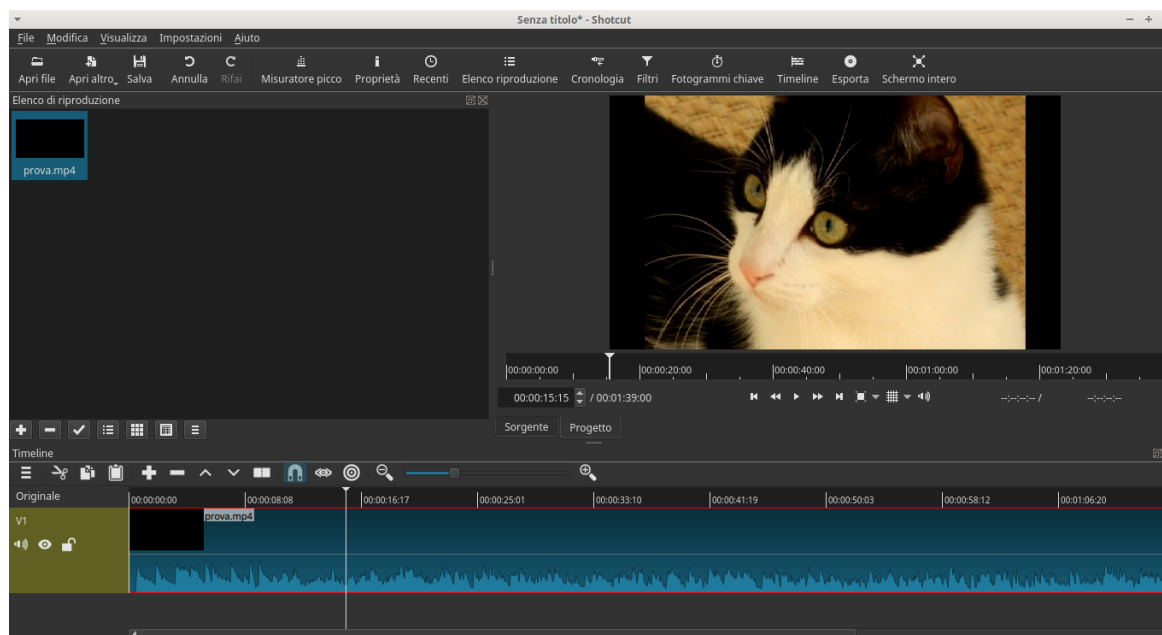 Senza titolo* - Shotcut
File Modifica Visualizza Impostazioni Aiuto
Apri file Apri altro Salva Annulla Rifai Misuratore picco Proprietà Recenti Elenco riproduzione Cronologia Filtri Fotogrammi chiave Timeline Esporta Schermo intero
Elenco di riproduzione
prova.mp4
00:00:00:00 00:00:20:00 00:00:40:00 00:01:00:00 00:01:20:00
00:00:15:15 / 00:01:39:00 --:--:--:-- / --:--:--:--
Sorgente Progetto
Timeline
Originale 00:00:00:00 00:00:08:08 00:00:16:17 00:00:25:01 00:00:33:10 00:00:41:19 00:00:50:03 00:00:58:12 00:01:06:20
V1 prova.mp4